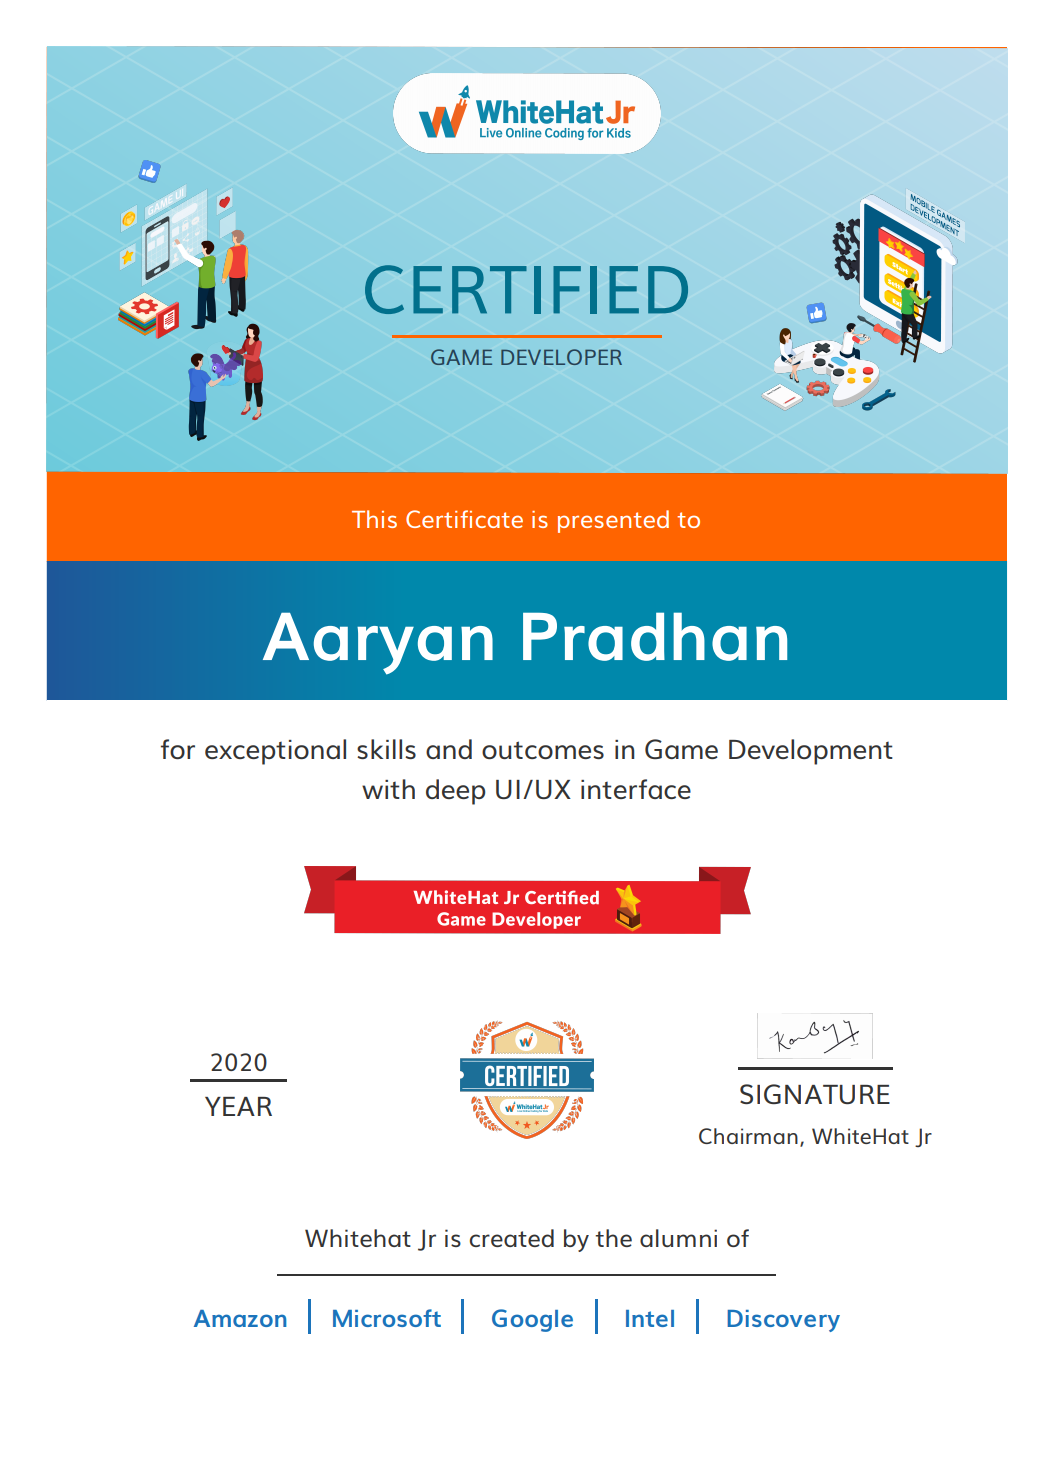 WhiteHat Jr
Live Online Coding for Kids
GAME UI
MOBILE GAMES
DEVELOPMENT
Start
CERTIFIED
GAME DEVELOPER
This Certificate is presented to
Aaryan Pradhan
for exceptional skills and outcomes in Game Development
with deep UI/UX interface
WhiteHat Jr Certified
Game Developer
2020
YEAR
CERTIFIED
WhiteHat Jr
SIGNATURE
Chairman, WhiteHat Jr
Whitehat Jr is created by the alumni of
Amazon | Microsoft | Google | Intel | Discovery